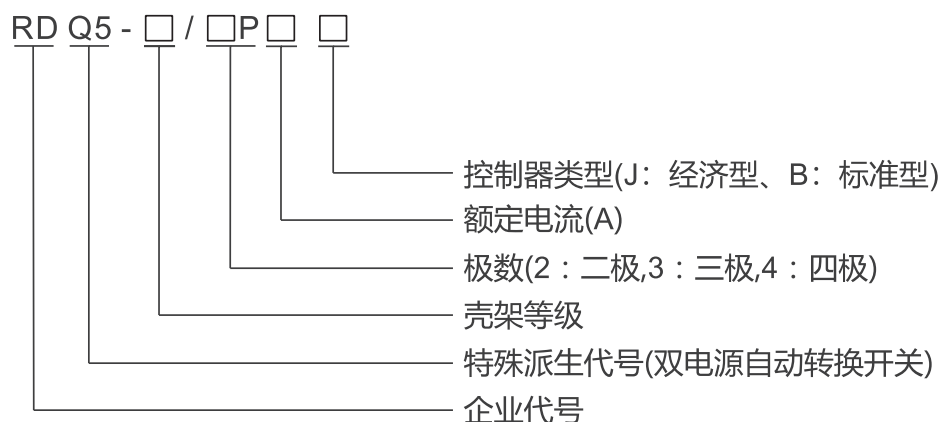 RD Q5 - □ / □P□ □
控制器类型(J：经济型、B：标准型)
额定电流(A)
极数(2：二极,3：三极,4：四极)
壳架等级
特殊派生代号(双电源自动转换开关)
企业代号